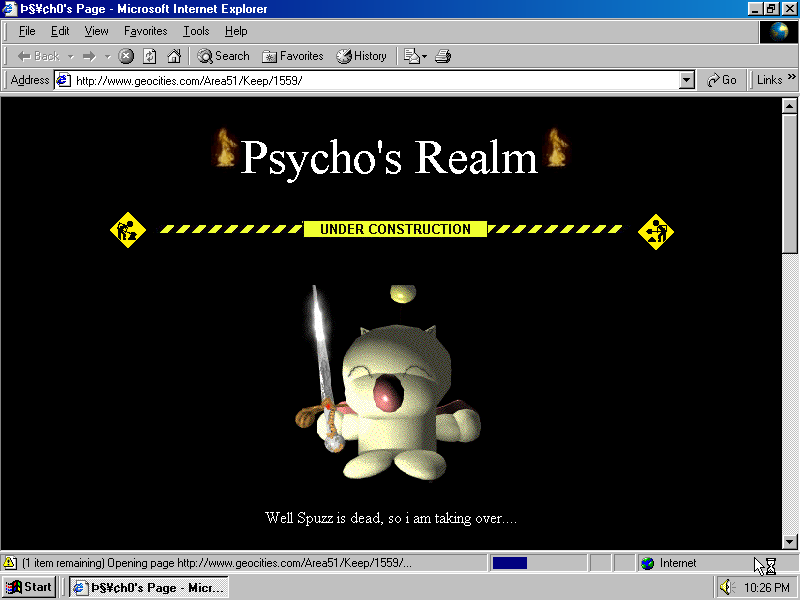 Þ§¥ch0's Page - Microsoft Internet Explorer
File Edit View Favorites Tools Help
Back Search Favorites History
Address http://www.geocities.com/Area51/Keep/1559/ Go Links »
Psycho's Realm
UNDER CONSTRUCTION
Well Spuzz is dead, so i am taking over....
(1 item remaining) Opening page http://www.geocities.com/Area51/Keep/1559/... Internet
Start Þ§¥ch0's Page - Micr... 10:26 PM